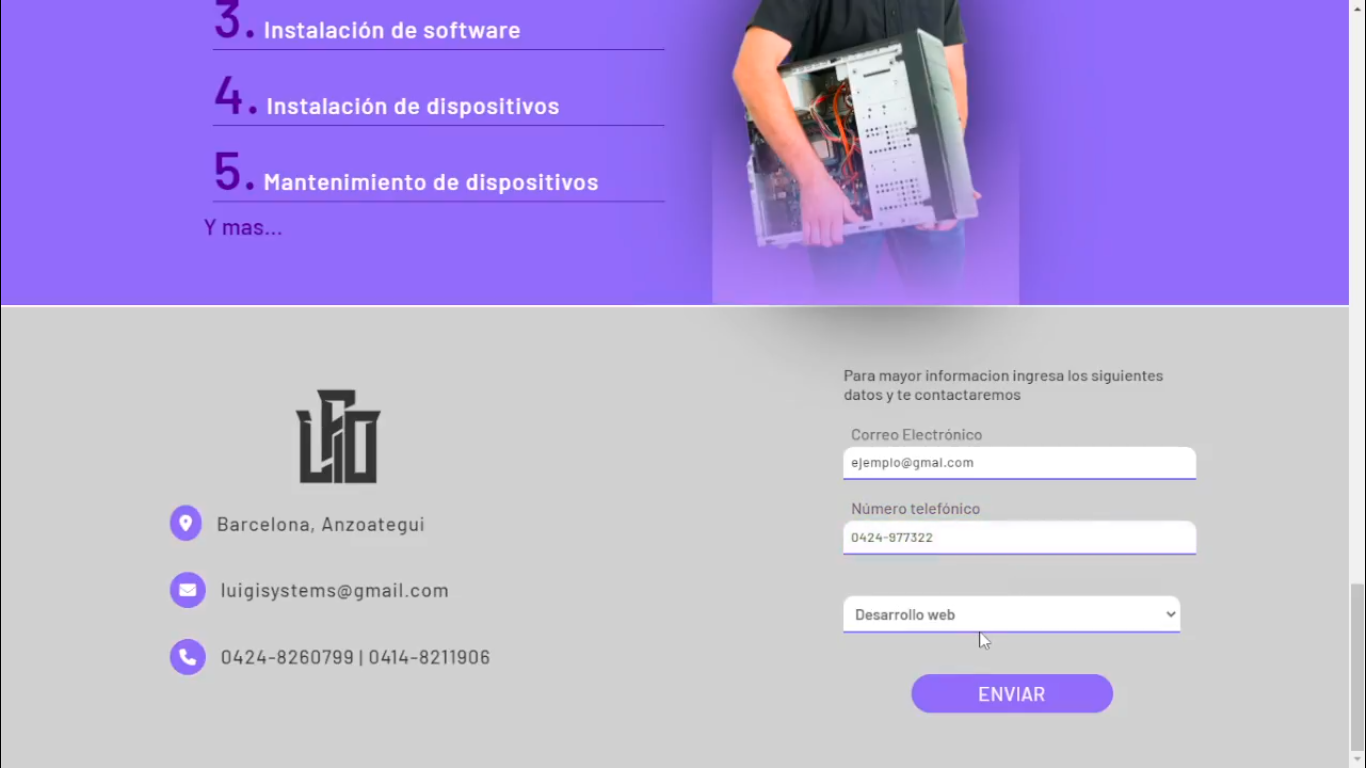 3. Instalación de software
4. Instalación de dispositivos
5. Mantenimiento de dispositivos
Y mas...
Barcelona, Anzoategui
luigisystems@gmail.com
0424-8260799 | 0414-8211906
Para mayor informacion ingresa los siguientes
datos y te contactaremos
Correo Electrónico
ejemplo@gmal.com
Número telefónico
0424-977322
Desarrollo web
ENVIAR